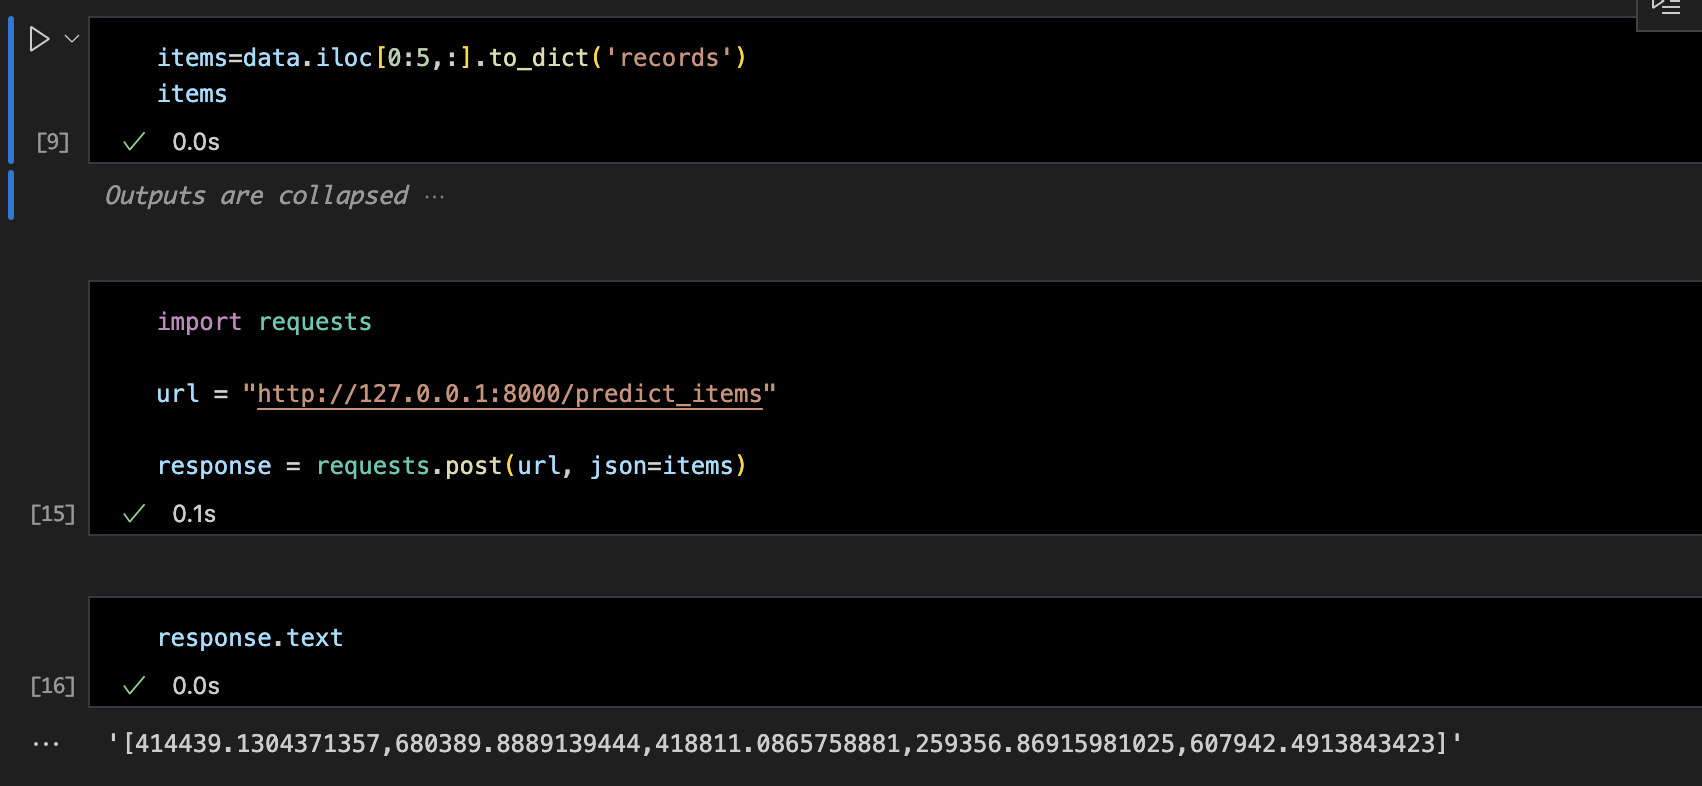 items=data.iloc[0:5,:].to_dict('records')
items
[9]
0.0s
Outputs are collapsed ...
import requests
url = "http://127.0.0.1:8000/predict_items"
response = requests.post(url, json=items)
[15]
0.1s
response.text
[16]
0.0s
... '[414439.1304371357,680389.8889139444,418811.0865758881,259356.86915981025,607942.4913843423]'